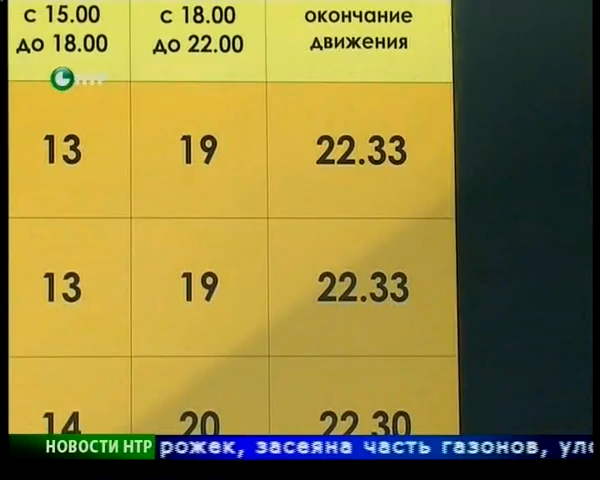 с 15.00 с 18.00 окончание
до 18.00 до 22.00 движения
НТР
13 19 22.33
13 19 22.33
14 20 22.30
НОВОСТИ НТР рожек, засеяна часть газонов,